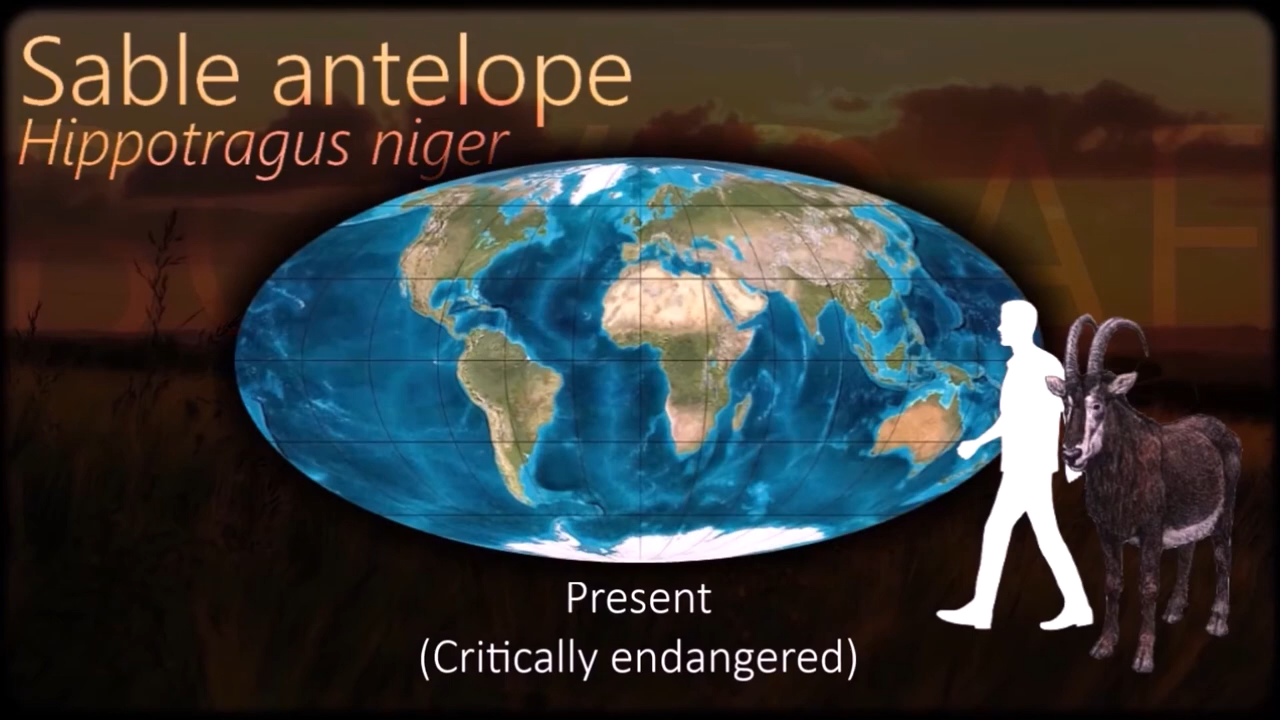 Sable antelope
Hippotragus niger
Present
(Critically endangered)